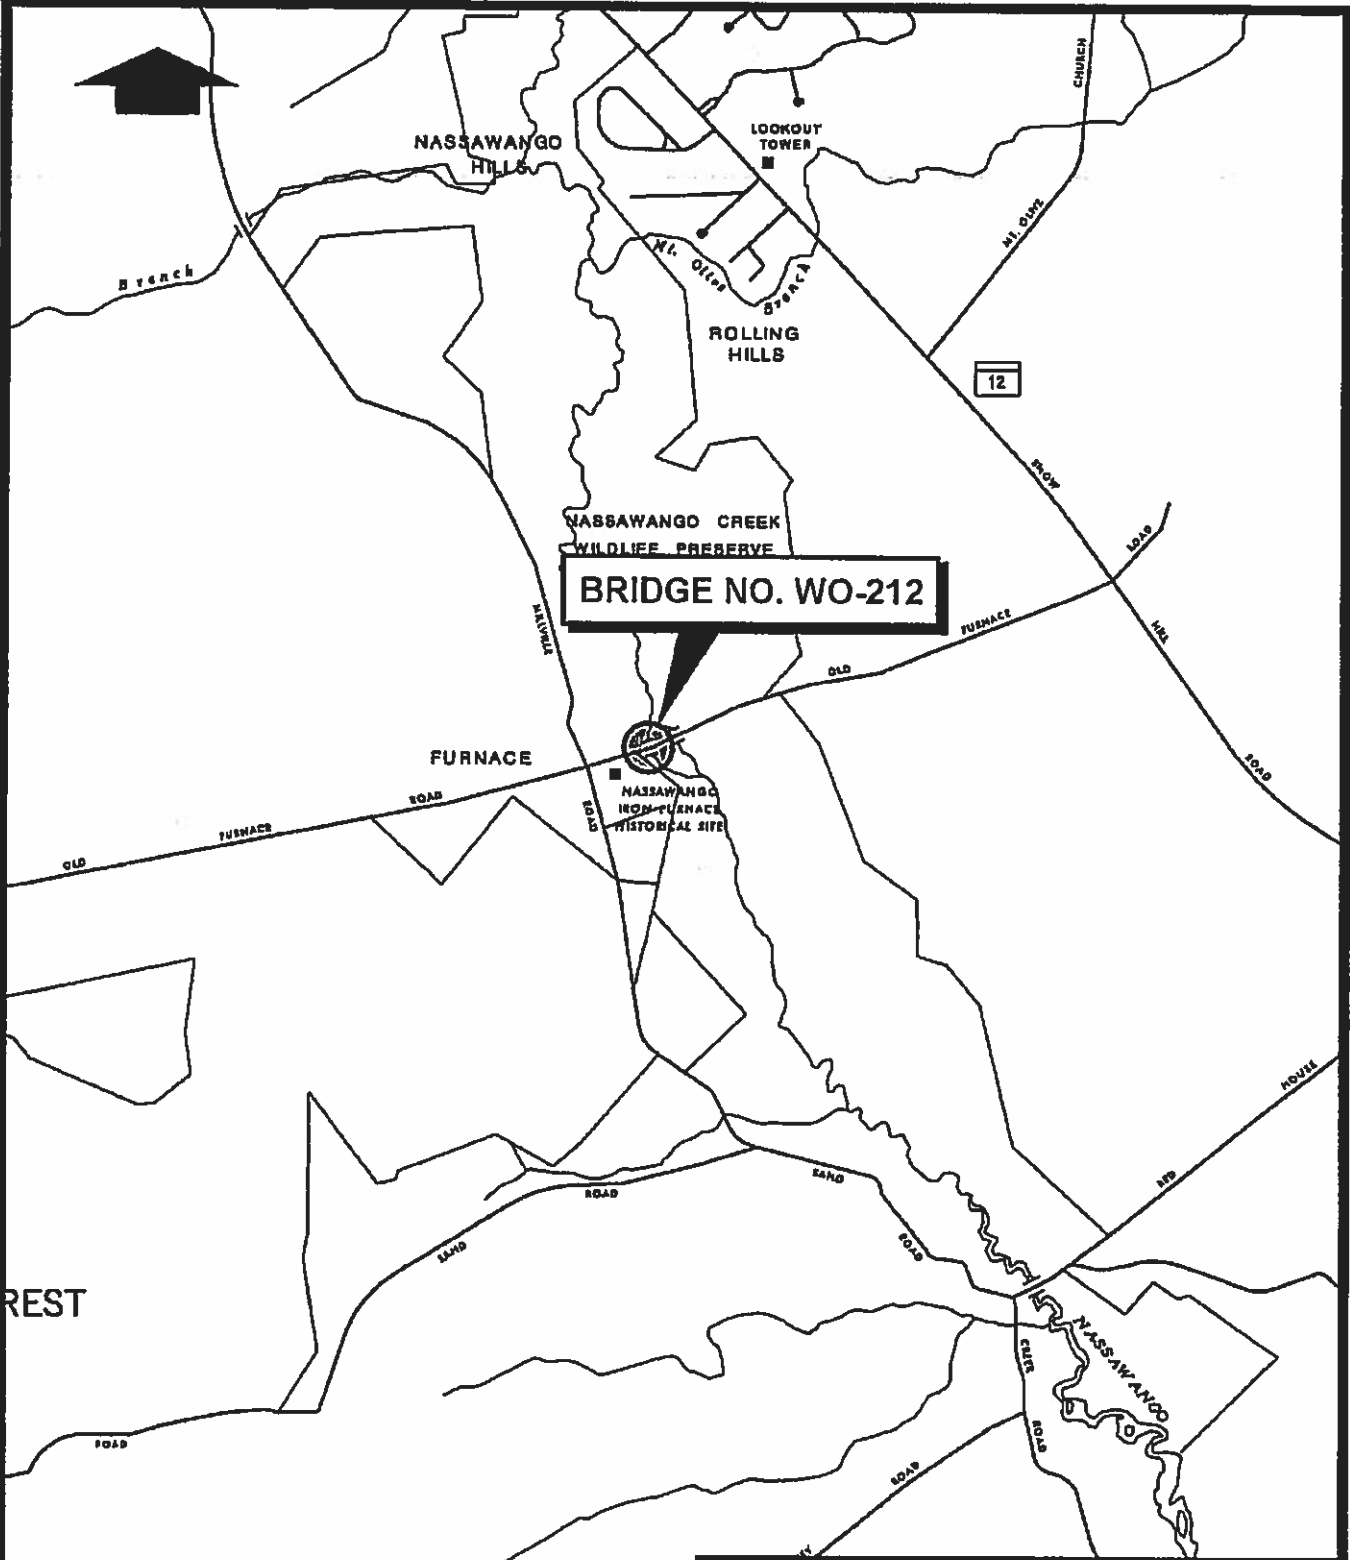 CHURCH
NASSAWANGO
HILLS
LOOKOUT
TOWER
MT. OLIVE
Branch
Mt. Olive
Branch
ROLLING
HILLS
12
SNOW
NASSAWANGO CREEK
WILDLIFE PRESERVE
ROAD
BRIDGE NO. WO-212
MILLVILLE
FURNACE
HILL
OLD
FURNACE
ROAD
NASSAWANGO
IRON FURNACE
HISTORICAL SITE
ROAD
ROAD
FURNACE
OLD
HOUSE
RED
SAND
ROAD
ROAD
SAND
REST
NASSAWANGO
CREEK
ROAD
ROAD
ROAD